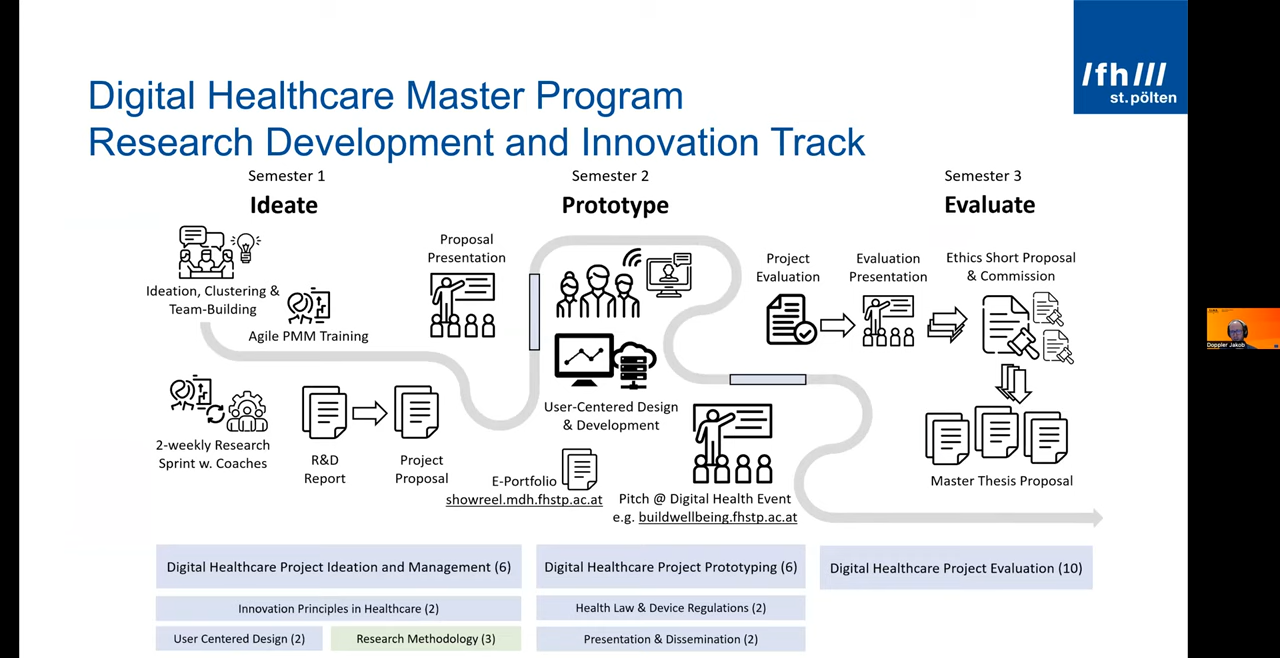 /fh///
st.pölten
Digital Healthcare Master Program
Research Development and Innovation Track
Semester 1
Ideate
Semester 2
Prototype
Semester 3
Evaluate
Ideation, Clustering &
Team-Building
Agile PMM Training
2-weekly Research
Sprint w. Coaches
R&D
Report
Project
Proposal
Proposal
Presentation
User-Centered Design
& Development
E-Portfolio
showreel.mdh.fhstp.ac.at
Pitch @ Digital Health Event
e.g. buildwellbeing.fhstp.ac.at
Project
Evaluation
Evaluation
Presentation
Ethics Short Proposal
& Commission
Master Thesis Proposal
Digital Healthcare Project Ideation and Management (6)
Digital Healthcare Project Prototyping (6)
Digital Healthcare Project Evaluation (10)
Innovation Principles in Healthcare (2)
Health Law & Device Regulations (2)
User Centered Design (2)
Research Methodology (3)
Presentation & Dissemination (2)
Doppler Jakob